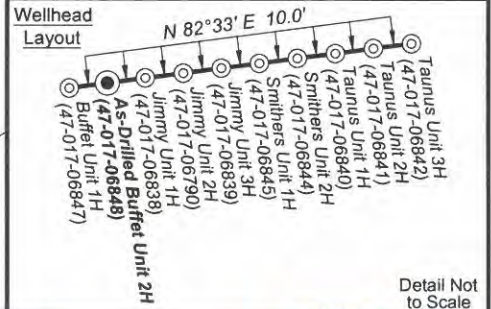 Wellhead
Layout
N 82°33' E 10.0'
Buffet Unit 1H
(47-017-06847)
As-Drilled Buffet Unit 2H
(47-017-06848)
Jimmy Unit 1H
(47-017-06838)
Jimmy Unit 2H
(47-017-06790)
Jimmy Unit 3H
(47-017-06839)
Smithers Unit 1H
(47-017-06845)
Smithers Unit 2H
(47-017-06844)
Taunus Unit 1H
(47-017-06840)
Taunus Unit 2H
(47-017-06841)
Taunus Unit 3H
(47-017-06842)
Detail Not
to Scale